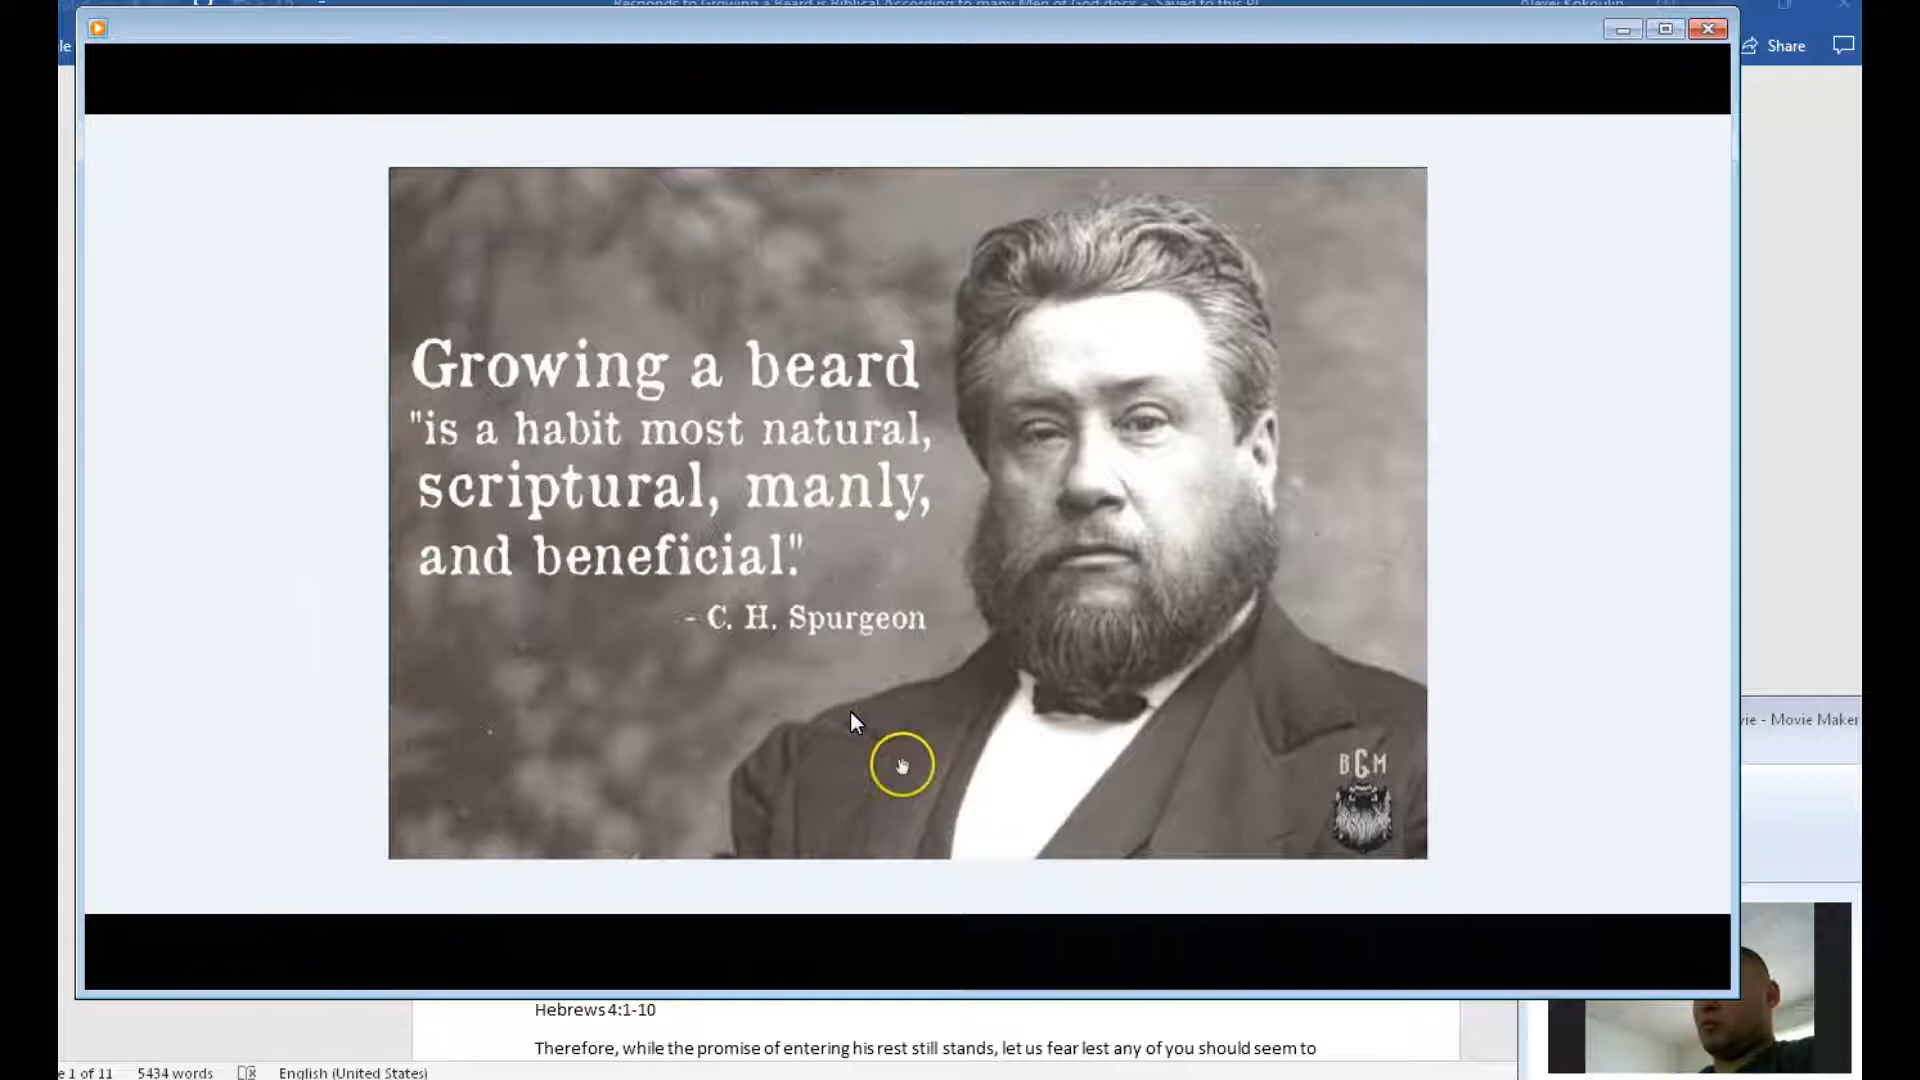 Responds to Growing a Beard is Biblical According to many Men of God.docx - Saved to this PC
Alexei Kokoulin
le
Share
Growing a beard
"is a habit most natural,
scriptural, manly,
and beneficial."
- C. H. Spurgeon
BGM
vie - Movie Maker
Hebrews 4:1-10
Therefore, while the promise of entering his rest still stands, let us fear lest any of you should seem to
e 1 of 11
5434 words
English (United States)